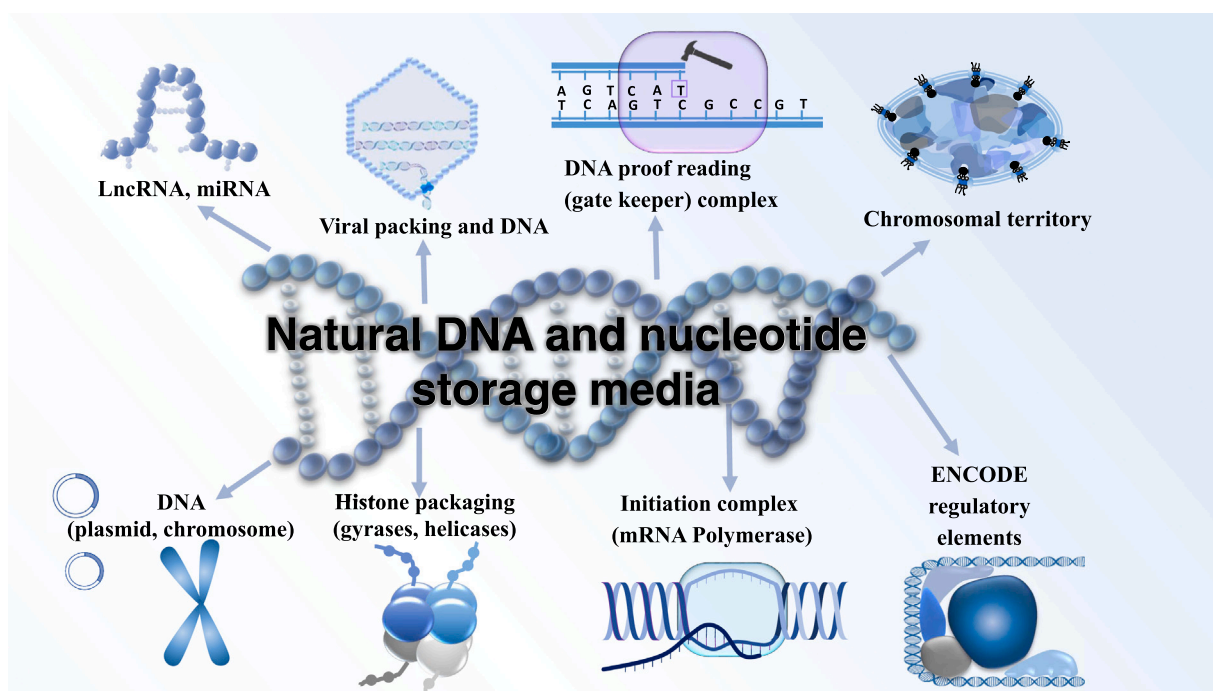 A G T C A T
T C A G T C G C C G T
LncRNA, miRNA
Viral packing and DNA
DNA proof reading
(gate keeper) complex
Chromosomal territory
Natural DNA and nucleotide
storage media
DNA
(plasmid, chromosome)
Histone packaging
(gyrases, helicases)
Initiation complex
(mRNA Polymerase)
ENCODE
regulatory
elements